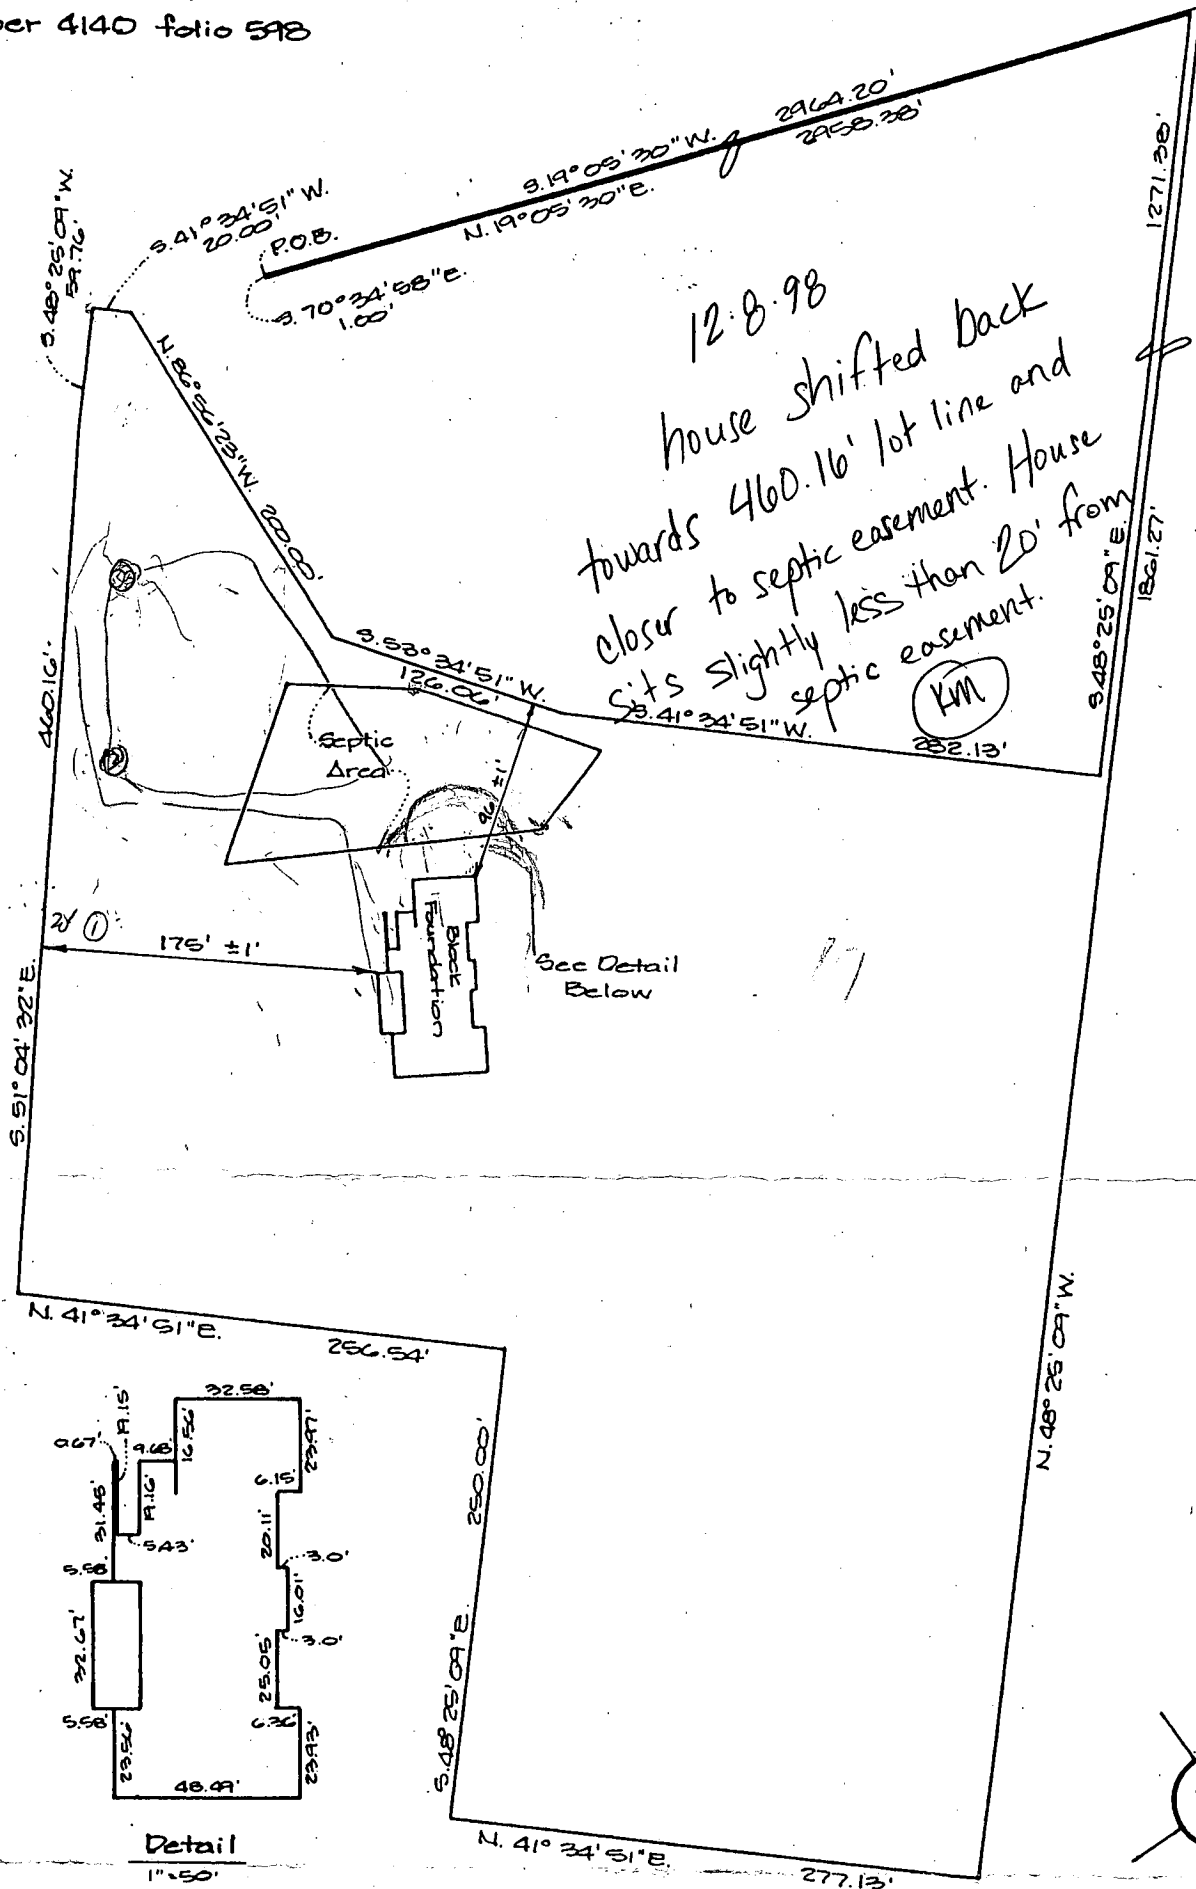 er 4140 folio 598
2964.20'
2958.38'
S.19°05'30"W.
N.19°05'30"E.
S.48°25'09"W.
59.76'
S.41°34'51"W.
20.00'
P.O.B.
S.70°34'58"E.
1.00'
1271.38'
N.86°56'23"W. 200.00'
12.8.98
house shifted back
towards 460.16' lot line and
closer to septic easement. House
sits slightly less than 20' from
septic easement.
KM
S.48°25'09"E.
1861.27'
460.16'
S.53°34'51"W.
126.06'
S.41°34'51"W.
282.13'
Septic
Area
96' ±1'
175' ±1'
Block
Foundation
See Detail
Below
S.51°04'32"E.
N.41°34'51"E.
256.54'
N.48°25'09"W.
250.00'
S.48°25'09"E.
32.58'
19.15'
0.67'
9.68'
16.56'
23.97'
6.15'
31.45'
19.16'
5.43'
20.11'
3.0'
5.58'
16.01'
32.67'
3.0'
25.05'
5.58'
6.36'
23.56'
23.93'
48.49'
Detail
1"=50'
N.41°34'51"E.
277.13'